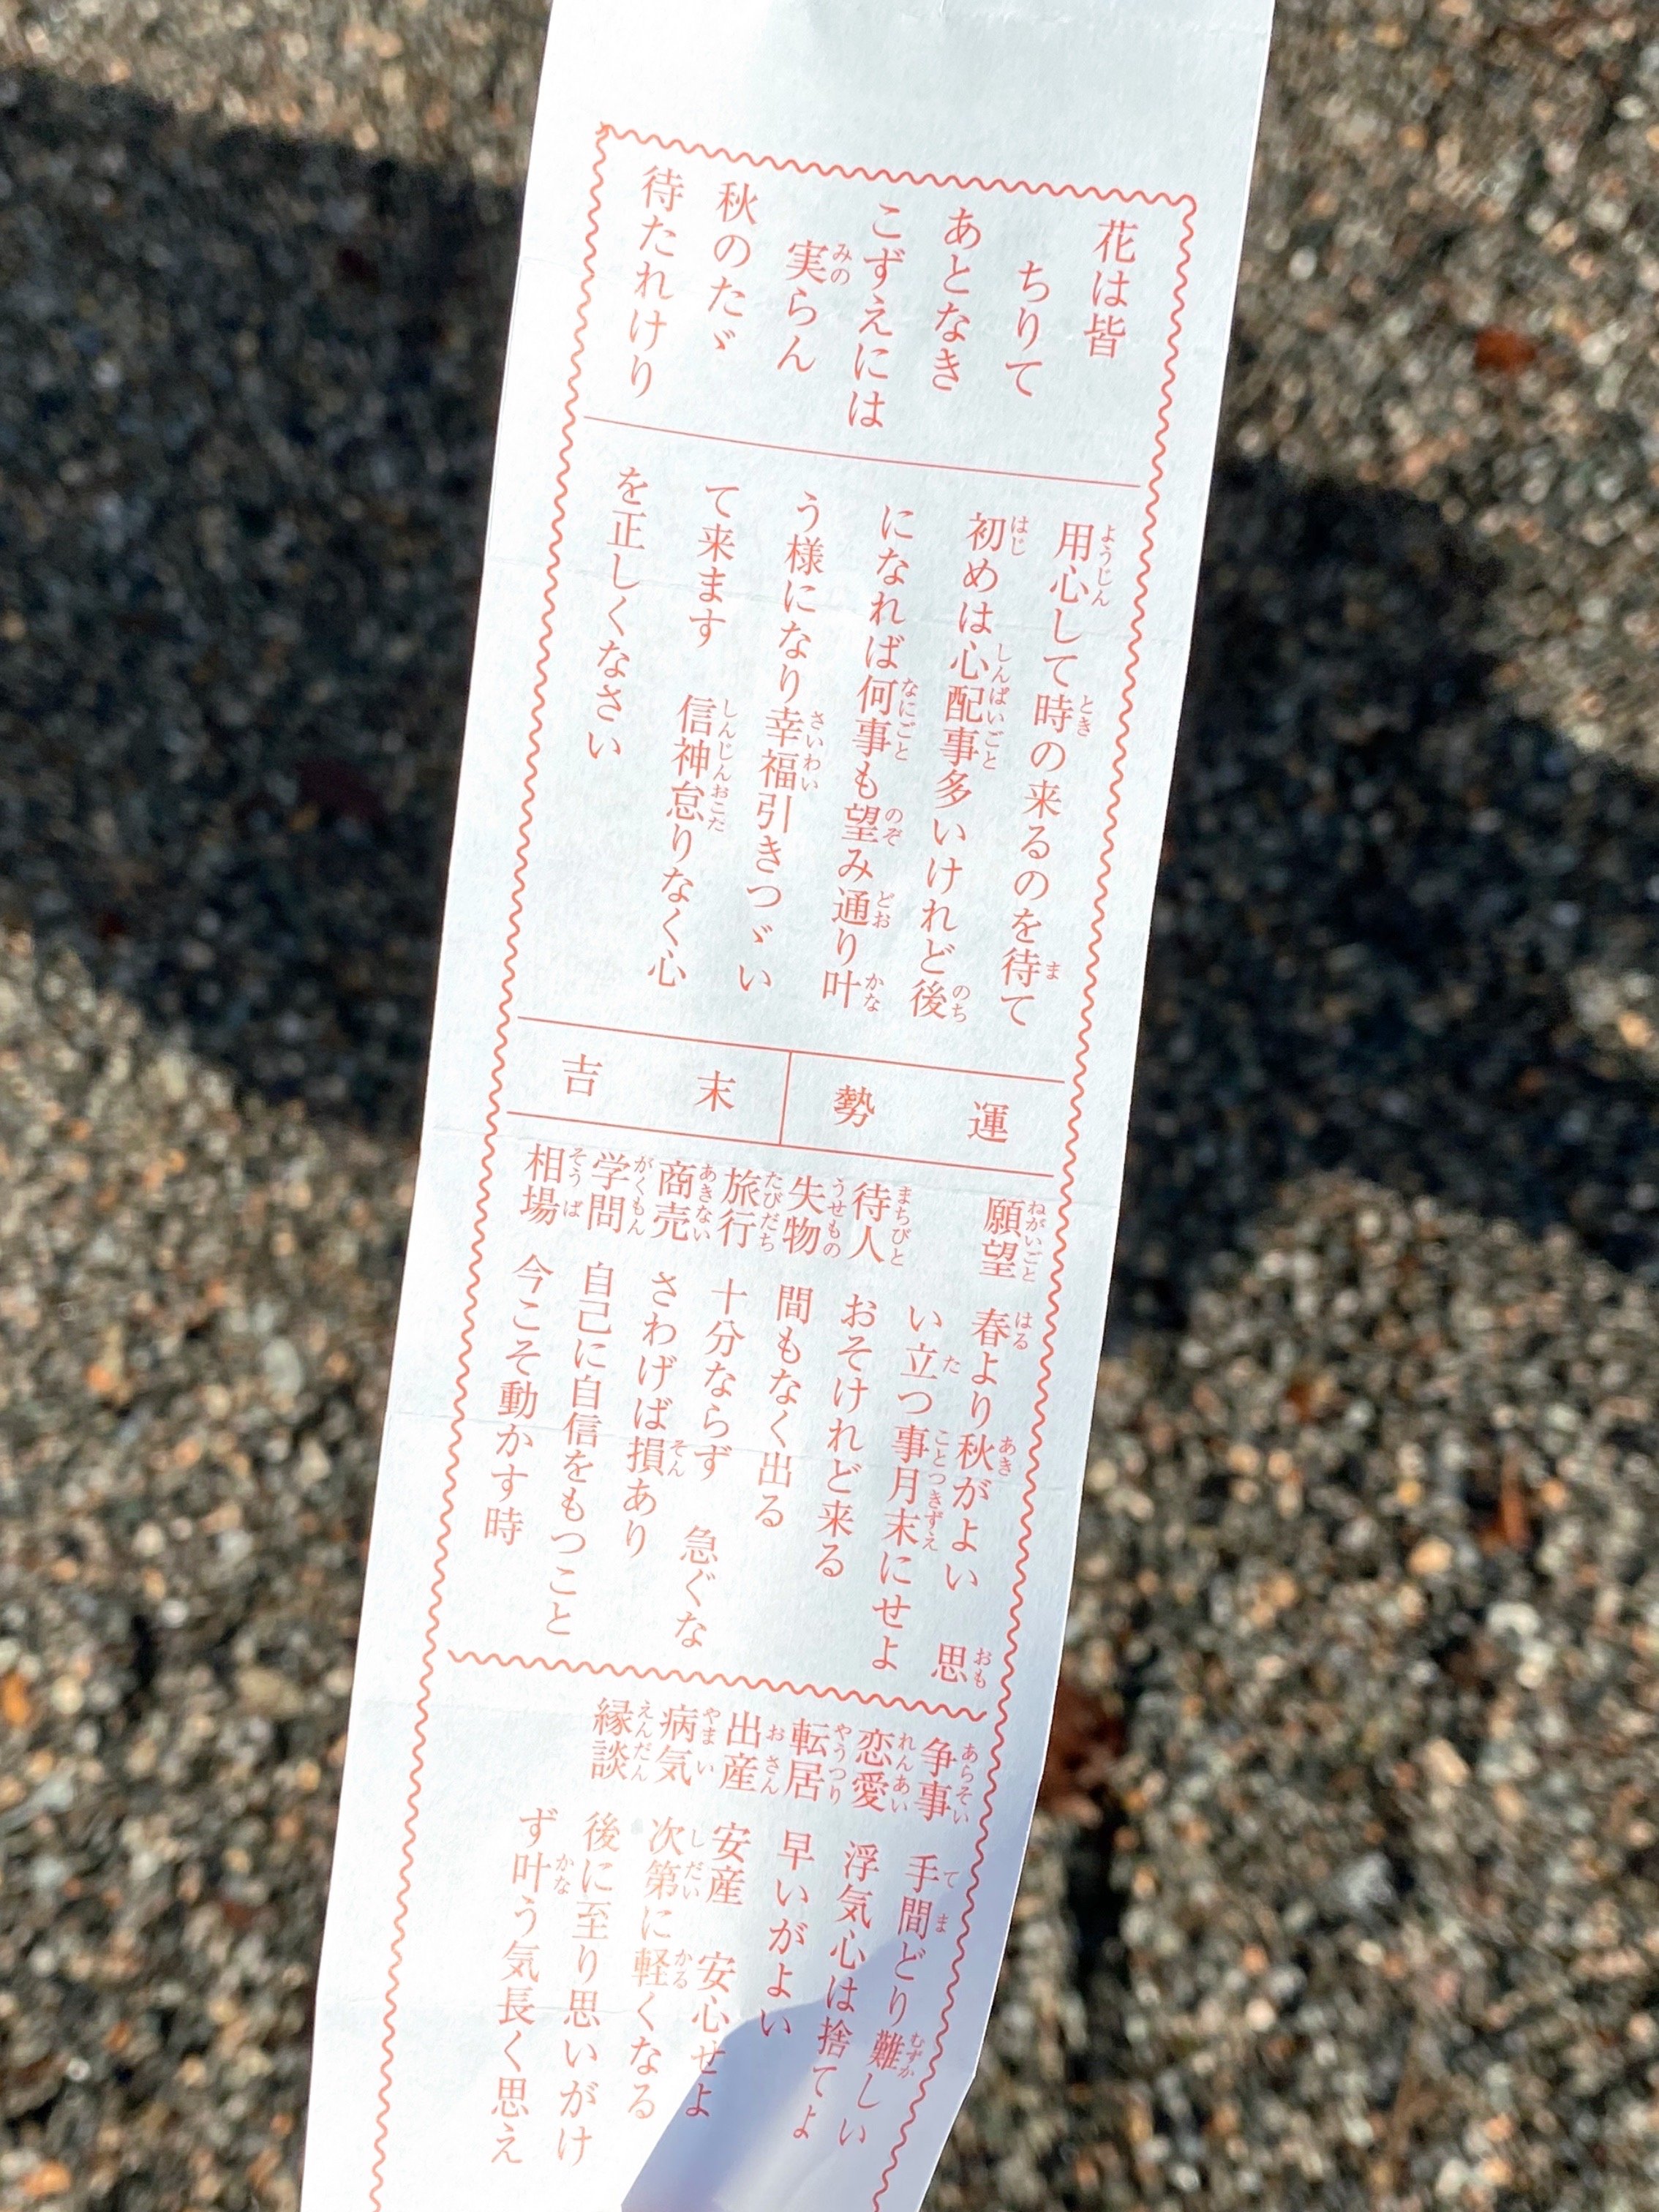 花は皆
ちりて
あとなき
こずえには
実らん
秋のたゞ
待たれけり
用心して時の来るのを待て
初めは心配事多いけれど後
になれば何事も望み通り叶
う様になり幸福引きつゞい
て来ます 信神怠りなく心
を正しくなさい
運勢
末吉
願望 春より秋がよい 思
い立つ事月末にせよ
待人 おそけれど来る
失物 間もなく出る
旅行 十分ならず 急ぐな
商売 さわげば損あり
学問 自己に自信をもつこと
相場 今こそ動かす時
争事 手間どり難しい
恋愛 浮気心は捨てよ
転居 早いがよい
出産 安産 安心せよ
病気 次第に軽くなる
縁談 後に至り思いがけ
ず叶う気長く思え